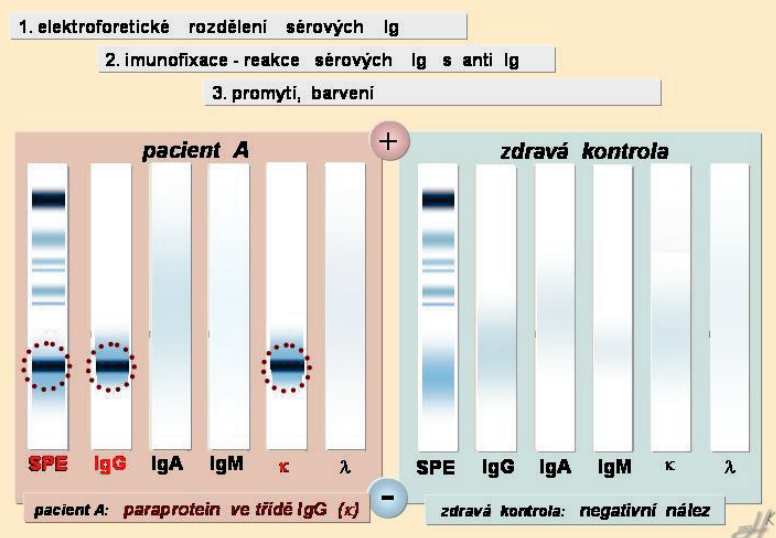 1. elektroforetické rozdělení sérových Ig
2. imunofixace - reakce sérových Ig s anti Ig
3. promytí, barvení
+
pacient A
zdravá kontrola
SPE IgG IgA IgM κ λ
SPE IgG IgA IgM κ λ
-
pacient A: paraprotein ve třídě IgG (κ)
zdravá kontrola: negativní nález